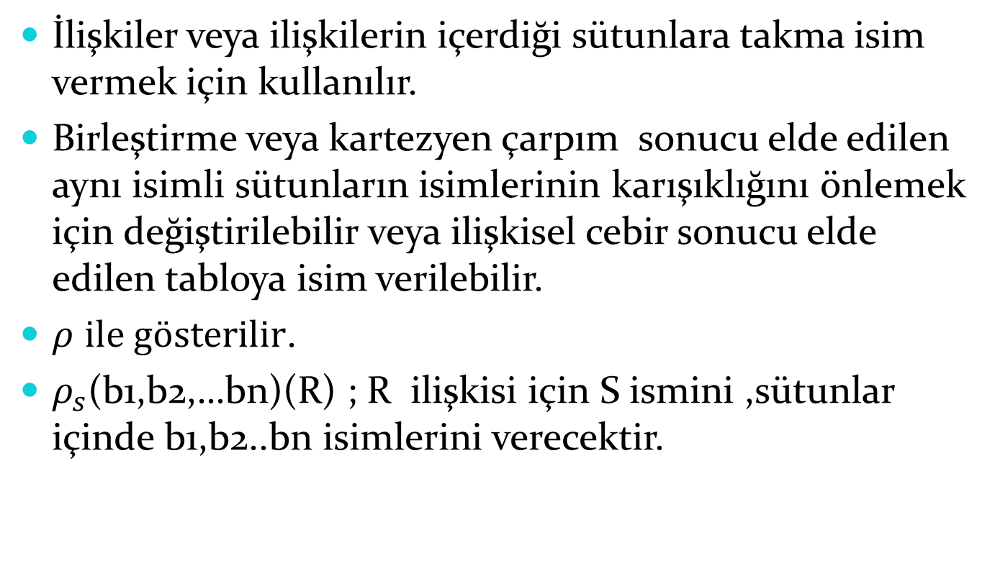 • İlişkiler veya ilişkilerin içerdiği sütunlara takma isim
vermek için kullanılır.
• Birleştirme veya kartezyen çarpım  sonucu elde edilen
aynı isimli sütunların isimlerinin karışıklığını önlemek
için değiştirilebilir veya ilişkisel cebir sonucu elde
edilen tabloya isim verilebilir.
• 𝜌 ile gösterilir.
• 𝜌ₛ(b1,b2,...bn)(R) ; R  ilişkisi için S ismini ,sütunlar
içinde b1,b2..bn isimlerini verecektir.